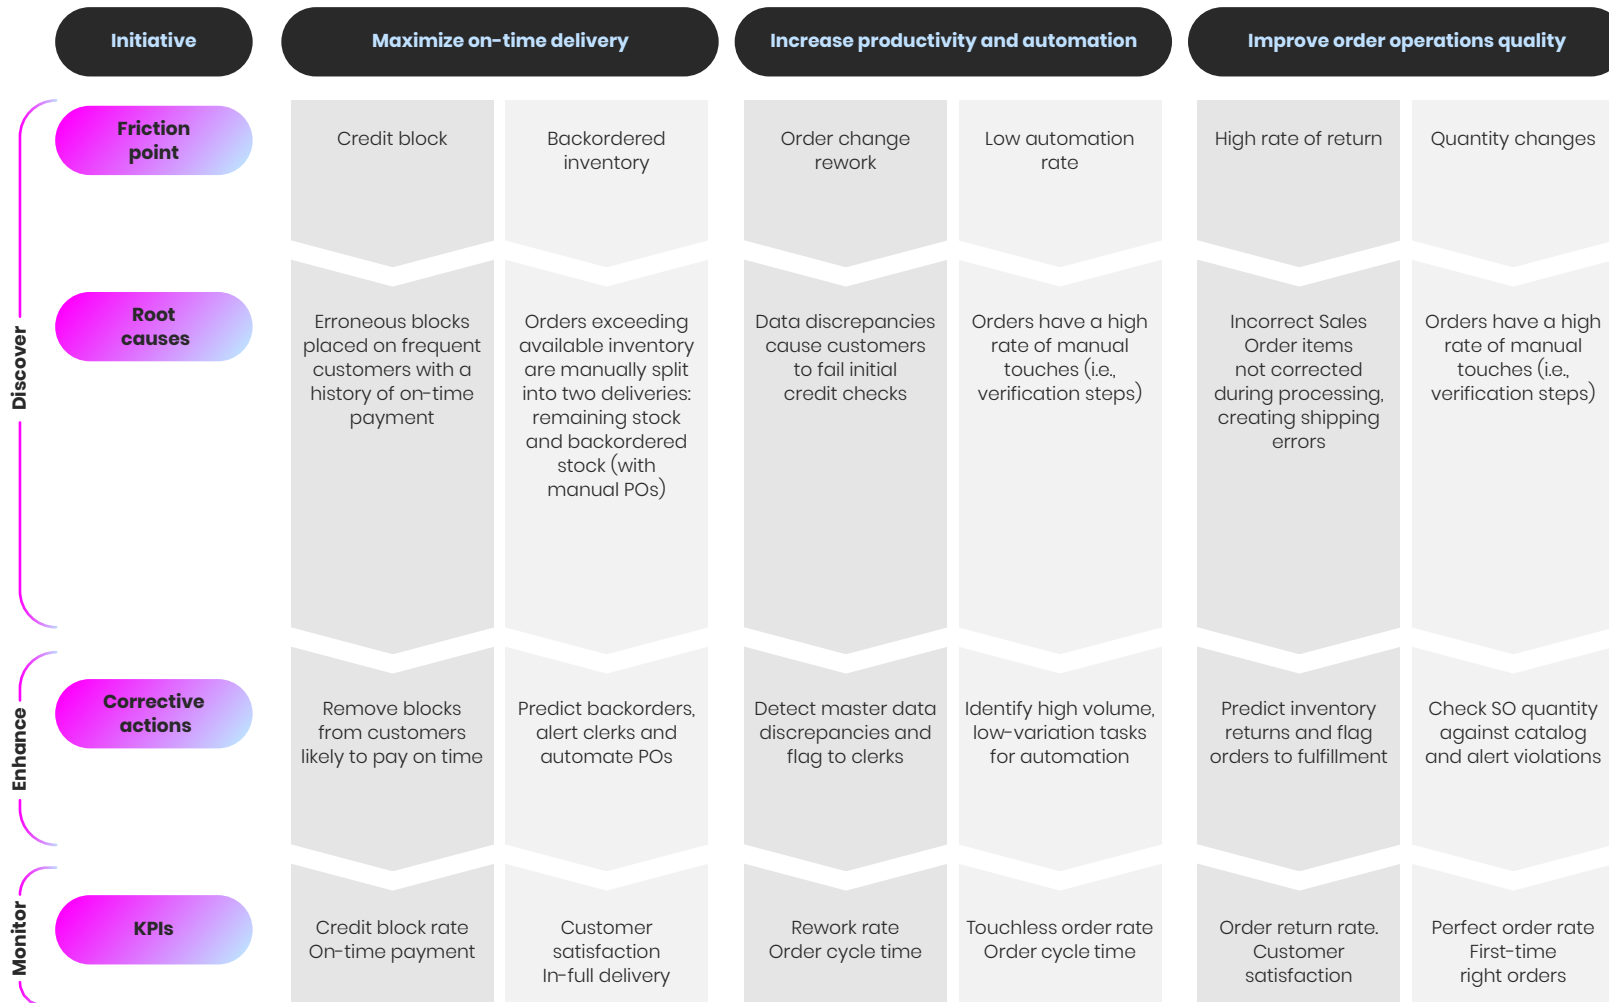 Initiative
Maximize on-time delivery
Increase productivity and automation
Improve order operations quality
Discover
Friction
point
Credit block
Backordered
inventory
Order change
rework
Low automation
rate
High rate of return
Quantity changes
Root
causes
Erroneous blocks
placed on frequent
customers with a
history of on-time
payment
Orders exceeding
available inventory
are manually split
into two deliveries:
remaining stock
and backordered
stock (with
manual POs)
Data discrepancies
cause customers
to fail initial
credit checks
Orders have a high
rate of manual
touches (i.e.,
verification steps)
Incorrect Sales
Order items
not corrected
during processing,
creating shipping
errors
Orders have a high
rate of manual
touches (i.e.,
verification steps)
Enhance
Corrective
actions
Remove blocks
from customers
likely to pay on time
Predict backorders,
alert clerks and
automate POs
Detect master data
discrepancies and
flag to clerks
Identify high volume,
low-variation tasks
for automation
Predict inventory
returns and flag
orders to fulfillment
Check SO quantity
against catalog
and alert violations
Monitor
KPIs
Credit block rate
On-time payment
Customer
satisfaction
In-full delivery
Rework rate
Order cycle time
Touchless order rate
Order cycle time
Order return rate.
Customer
satisfaction
Perfect order rate
First-time
right orders